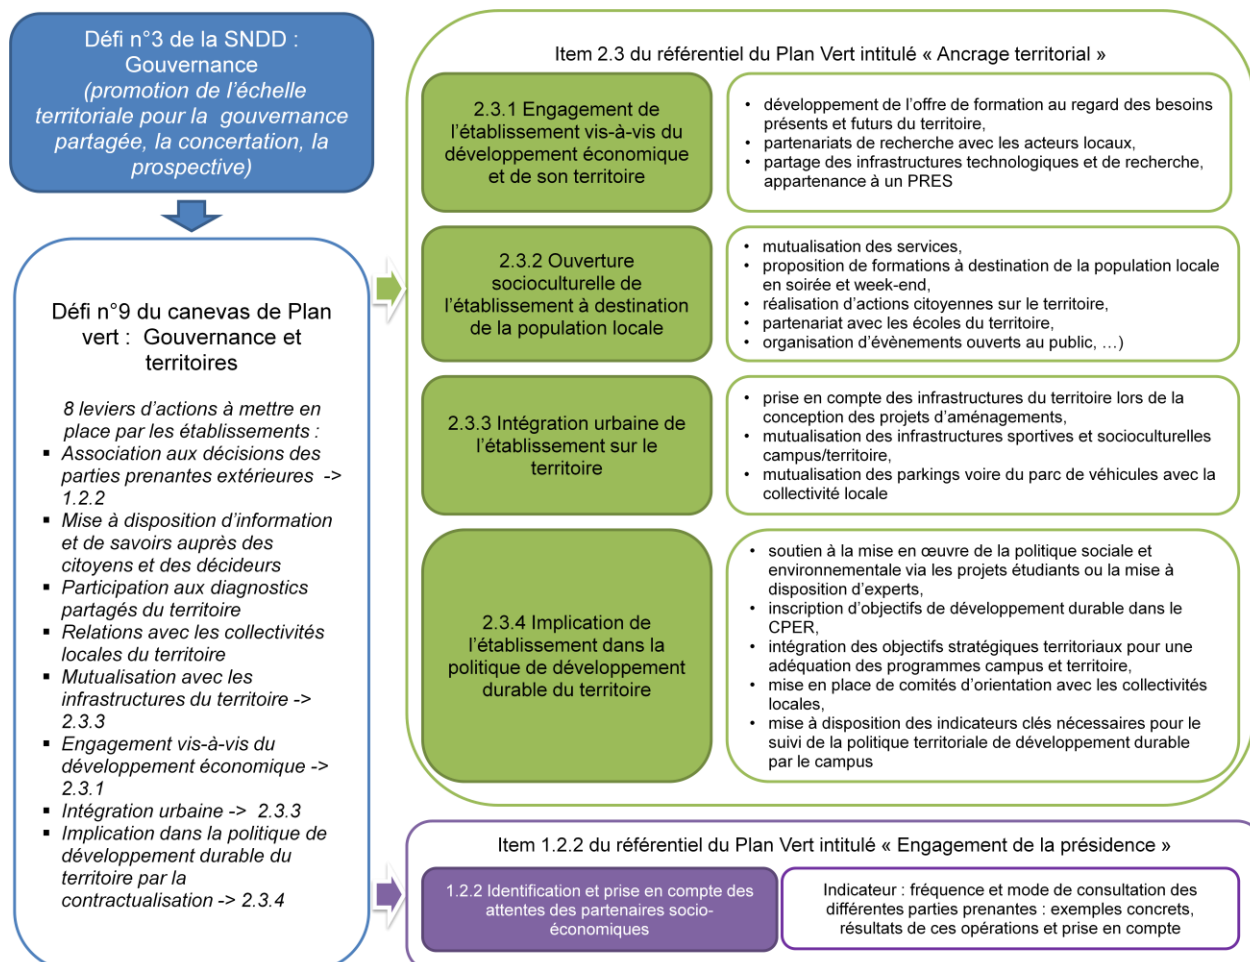 Défi n°3 de la SNDD :
Gouvernance
(promotion de l’échelle
territoriale pour la gouvernance
partagée, la concertation, la
prospective)
Défi n°9 du canevas de Plan
vert : Gouvernance et
territoires
8 leviers d’actions à mettre en
place par les établissements :
▪ Association aux décisions des
parties prenantes extérieures ->
1.2.2
▪ Mise à disposition d’information
et de savoirs auprès des
citoyens et des décideurs
▪ Participation aux diagnostics
partagés du territoire
▪ Relations avec les collectivités
locales du territoire
▪ Mutualisation avec les
infrastructures du territoire ->
2.3.3
▪ Engagement vis-à-vis du
développement économique ->
2.3.1
▪ Intégration urbaine -> 2.3.3
▪ Implication dans la politique de
développement durable du
territoire par la
contractualisation -> 2.3.4
Item 2.3 du référentiel du Plan Vert intitulé « Ancrage territorial »
2.3.1 Engagement de
l’établissement vis-à-vis du
développement économique
et de son territoire
• développement de l’offre de formation au regard des besoins
présents et futurs du territoire,
• partenariats de recherche avec les acteurs locaux,
• partage des infrastructures technologiques et de recherche,
appartenance à un PRES
2.3.2 Ouverture
socioculturelle de
l’établissement à destination
de la population locale
• mutualisation des services,
• proposition de formations à destination de la population locale
en soirée et week-end,
• réalisation d’actions citoyennes sur le territoire,
• partenariat avec les écoles du territoire,
• organisation d’évènements ouverts au public, …)
2.3.3 Intégration urbaine de
l’établissement sur le
territoire
• prise en compte des infrastructures du territoire lors de la
conception des projets d’aménagements,
• mutualisation des infrastructures sportives et socioculturelles
campus/territoire,
• mutualisation des parkings voire du parc de véhicules avec la
collectivité locale
2.3.4 Implication de
l’établissement dans la
politique de développement
durable du territoire
• soutien à la mise en œuvre de la politique sociale et
environnementale via les projets étudiants ou la mise à
disposition d’experts,
• inscription d’objectifs de développement durable dans le
CPER,
• intégration des objectifs stratégiques territoriaux pour une
adéquation des programmes campus et territoire,
• mise en place de comités d’orientation avec les collectivités
locales,
• mise à disposition des indicateurs clés nécessaires pour le
suivi de la politique territoriale de développement durable
par le campus
Item 1.2.2 du référentiel du Plan Vert intitulé « Engagement de la présidence »
1.2.2 Identification et prise en compte des
attentes des partenaires socio-
économiques
Indicateur : fréquence et mode de consultation des
différentes parties prenantes : exemples concrets,
résultats de ces opérations et prise en compte